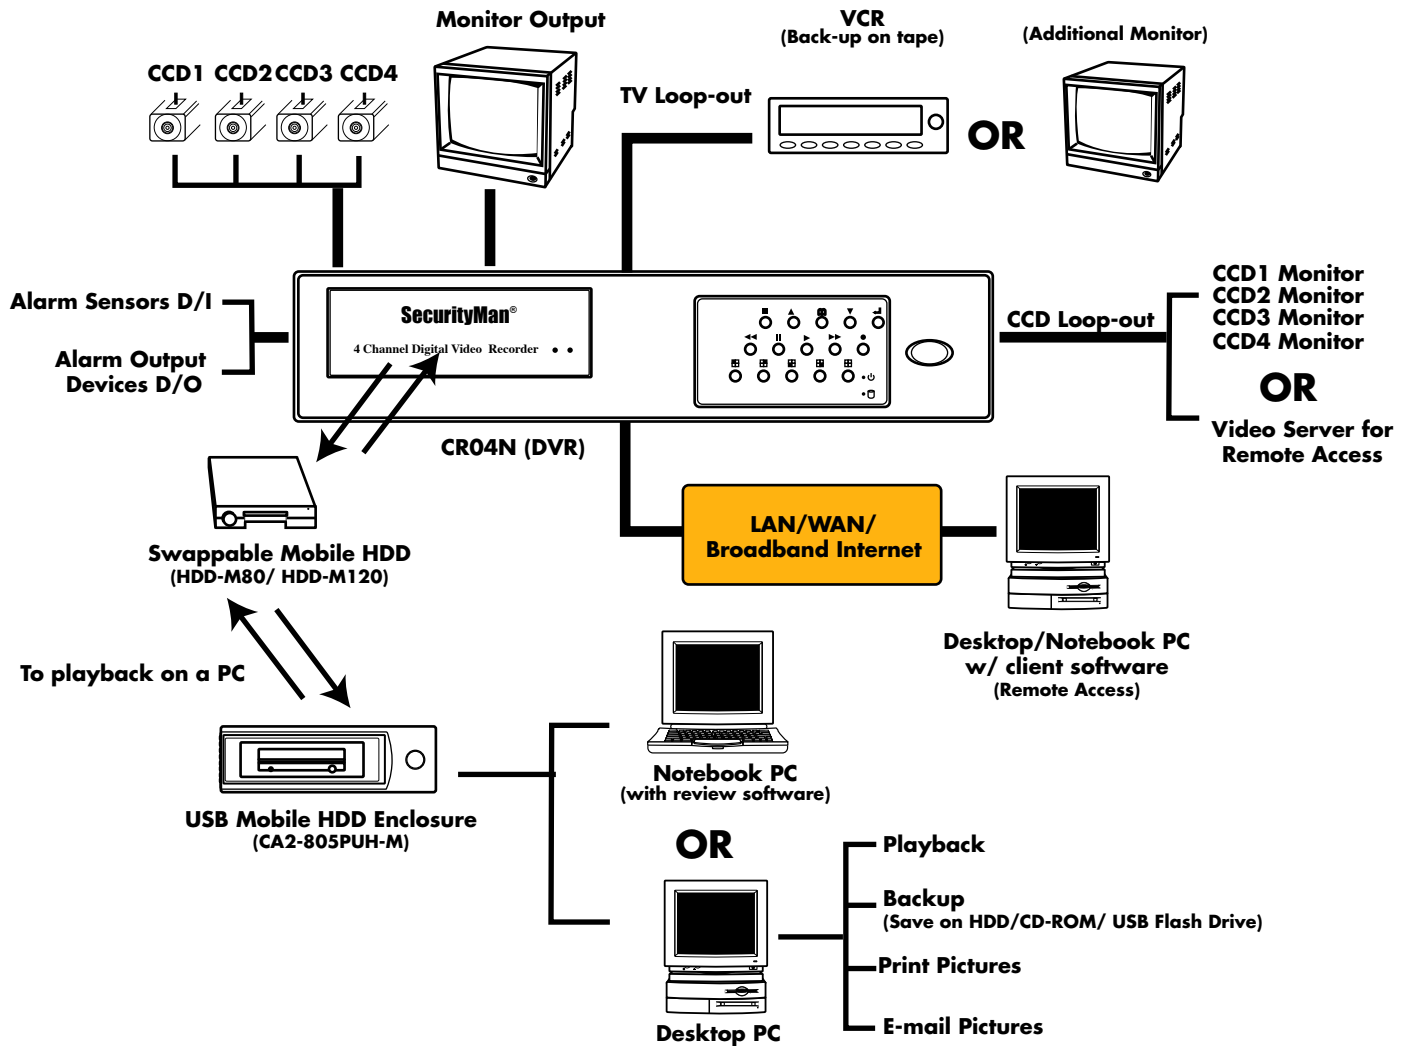 Monitor Output
VCR
(Back-up on tape)
(Additional Monitor)
CCD1 CCD2 CCD3 CCD4
TV Loop-out
OR
Alarm Sensors D/I
Alarm Output
Devices D/O
SecurityMan®
4 Channel Digital Video Recorder
CCD Loop-out
CCD1 Monitor
CCD2 Monitor
CCD3 Monitor
CCD4 Monitor
OR
Video Server for
Remote Access
CR04N (DVR)
LAN/WAN/
Broadband Internet
Swappable Mobile HDD
(HDD-M80/ HDD-M120)
Desktop/Notebook PC
w/ client software
(Remote Access)
To playback on a PC
USB Mobile HDD Enclosure
(CA2-805PUH-M)
Notebook PC
(with review software)
OR
Desktop PC
Playback
Backup
(Save on HDD/CD-ROM/ USB Flash Drive)
Print Pictures
E-mail Pictures